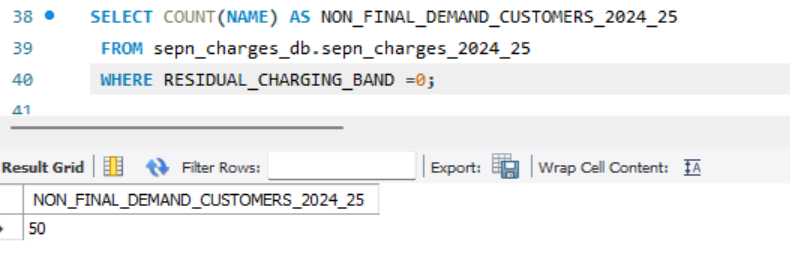 38 SELECT COUNT(NAME) AS NON_FINAL_DEMAND_CUSTOMERS_2024_25
39 FROM sepn_charges_db.sepn_charges_2024_25
40 WHERE RESIDUAL_CHARGING_BAND =0;
41
Result Grid Filter Rows: Export: Wrap Cell Content: IA
NON_FINAL_DEMAND_CUSTOMERS_2024_25
50